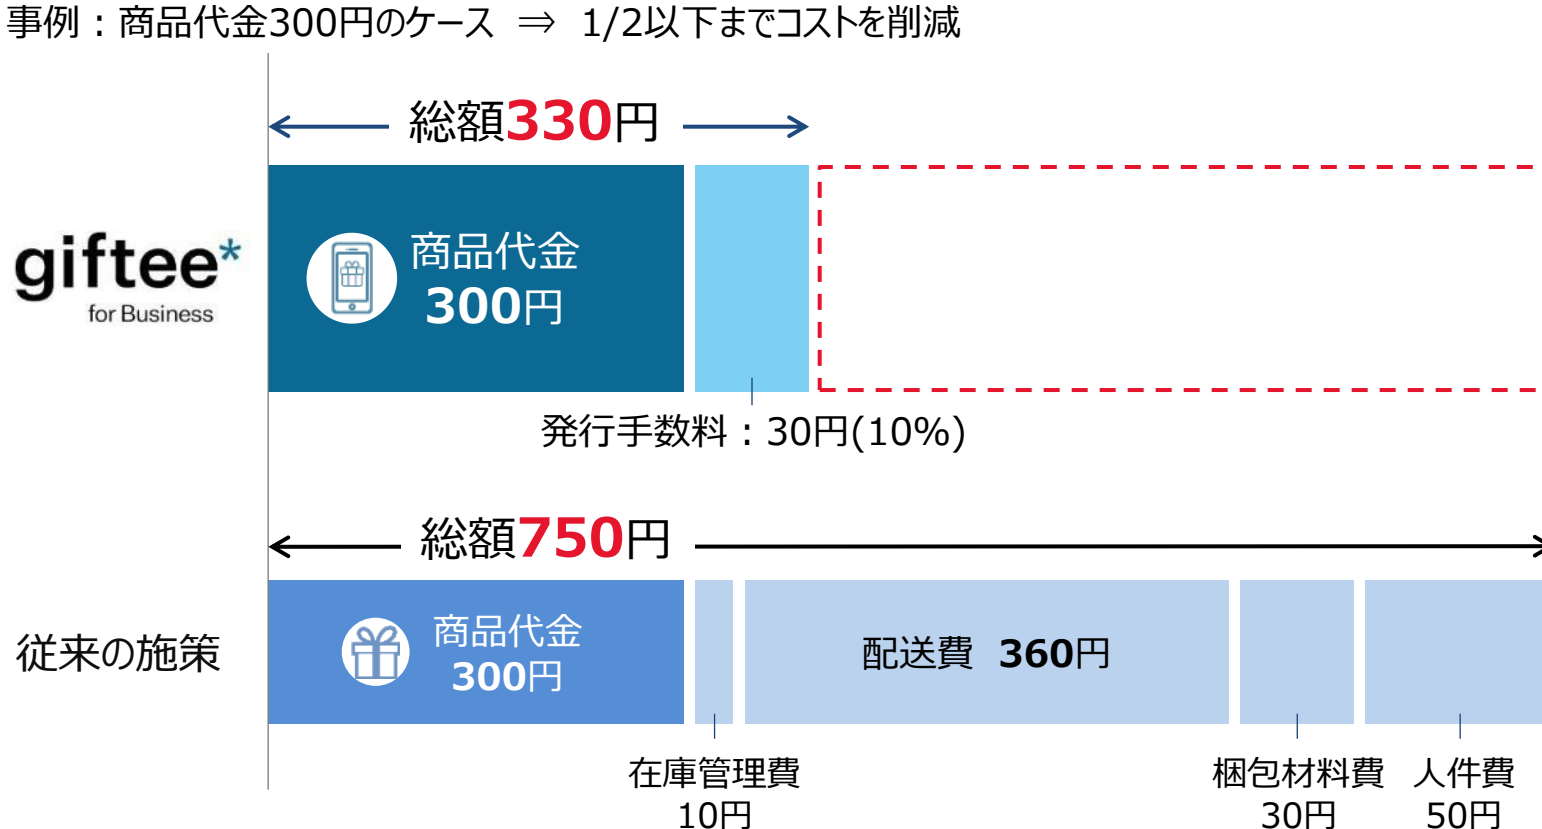 事例：商品代金300円のケース ⇒ 1/2以下までコストを削減
総額330円
giftee*
for Business
商品代金
300円
発行手数料：30円(10%)
総額750円
従来の施策
商品代金
300円
配送費 360円
在庫管理費
10円
梱包材料費
30円
人件費
50円